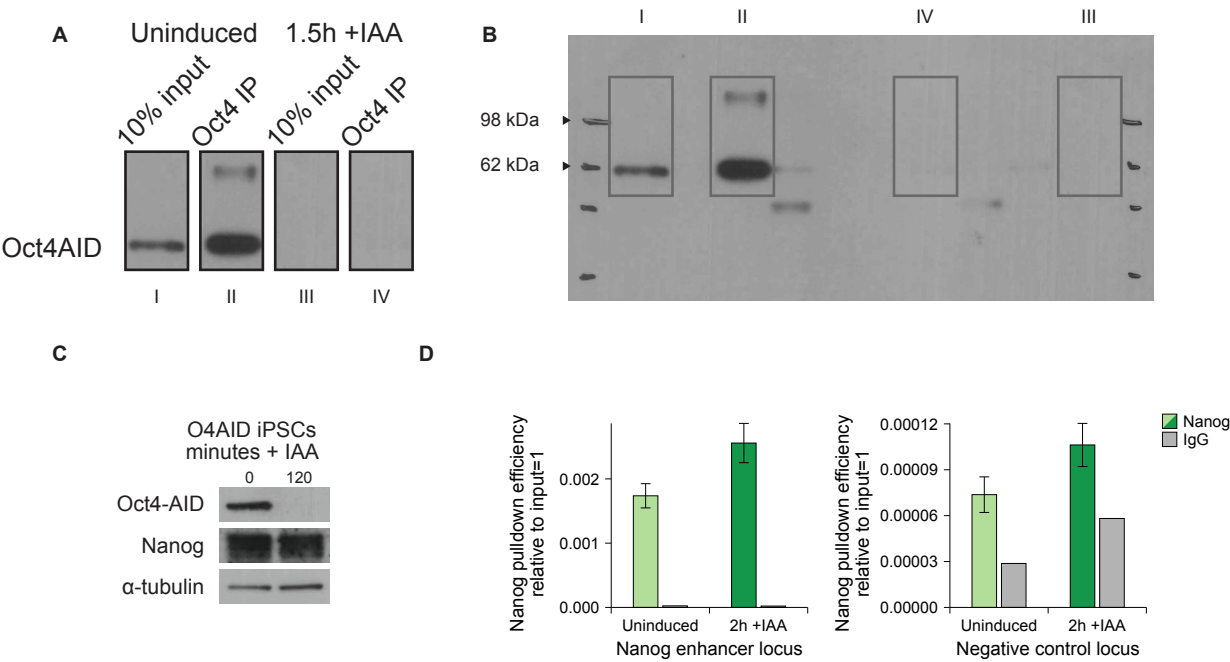 A
Uninduced 1.5h +IAA
10% input
Oct4 IP
10% input
Oct4 IP
Oct4AID
I II III IV
B
I II IV III
98 kDa
62 kDa
C
O4AID iPSCs
minutes + IAA
0 120
Oct4-AID
Nanog
α-tubulin
D
Nanog pulldown efficiency
relative to input=1
0.002
0.001
0.000
Uninduced 2h +IAA
Nanog enhancer locus
Nanog pulldown efficiency
relative to input=1
0.00012
0.00009
0.00006
0.00003
0.00000
Uninduced 2h +IAA
Negative control locus
Nanog
IgG